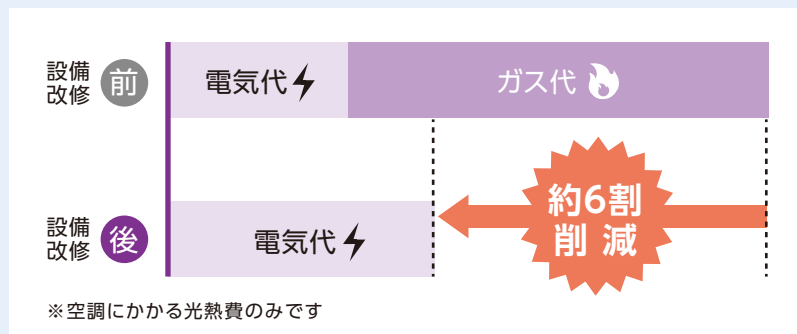 設備
改修
前
電気代
ガス代
設備
改修
後
電気代
約6割
削減
※空調にかかる光熱費のみです